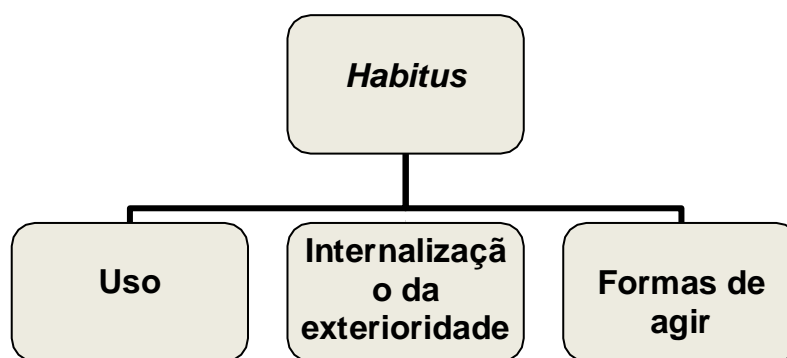 Habitus
Uso
Internalizaçã
o da
exterioridade
Formas de
agir